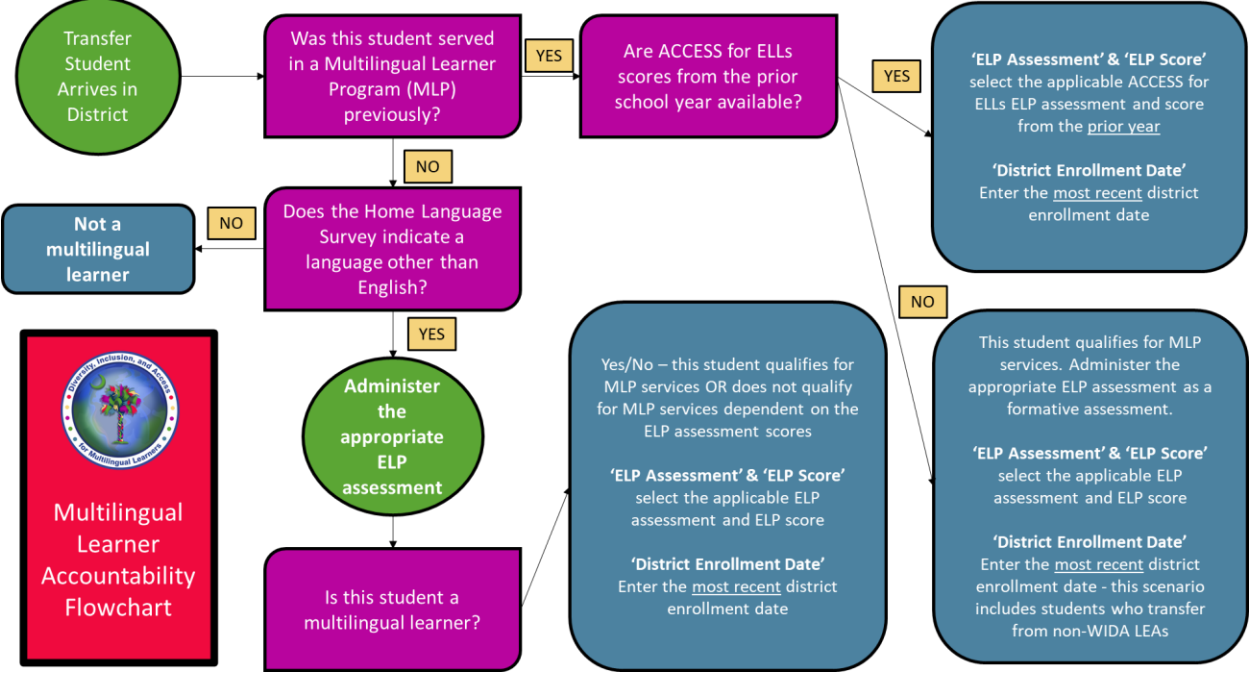 Transfer
Student
Arrives in
District
Was this student served
in a Multilingual Learner
Program (MLP)
previously?
YES
Are ACCESS for ELLs
scores from the prior
school year available?
YES
‘ELP Assessment’ & ‘ELP Score’
select the applicable ACCESS for
ELLs ELP assessment and score
from the prior year
‘District Enrollment Date’
Enter the most recent district
enrollment date
NO
Does the Home Language
Survey indicate a
language other than
English?
NO
Not a
multilingual
learner
YES
Administer
the
appropriate
ELP
assessment
Is this student a
multilingual learner?
Yes/No – this student qualifies for
MLP services OR does not qualify
for MLP services dependent on the
ELP assessment scores
‘ELP Assessment’ & ‘ELP Score’
select the applicable ELP
assessment and ELP score
‘District Enrollment Date’
Enter the most recent district
enrollment date
NO
This student qualifies for MLP
services. Administer the
appropriate ELP assessment as a
formative assessment.
‘ELP Assessment’ & ‘ELP Score’
select the applicable ELP
assessment and ELP score
‘District Enrollment Date’
Enter the most recent district
enrollment date - this scenario
includes students who transfer
from non-WIDA LEAs
Diversity, Inclusion, and Access
for Multilingual Learners
Multilingual
Learner
Accountability
Flowchart